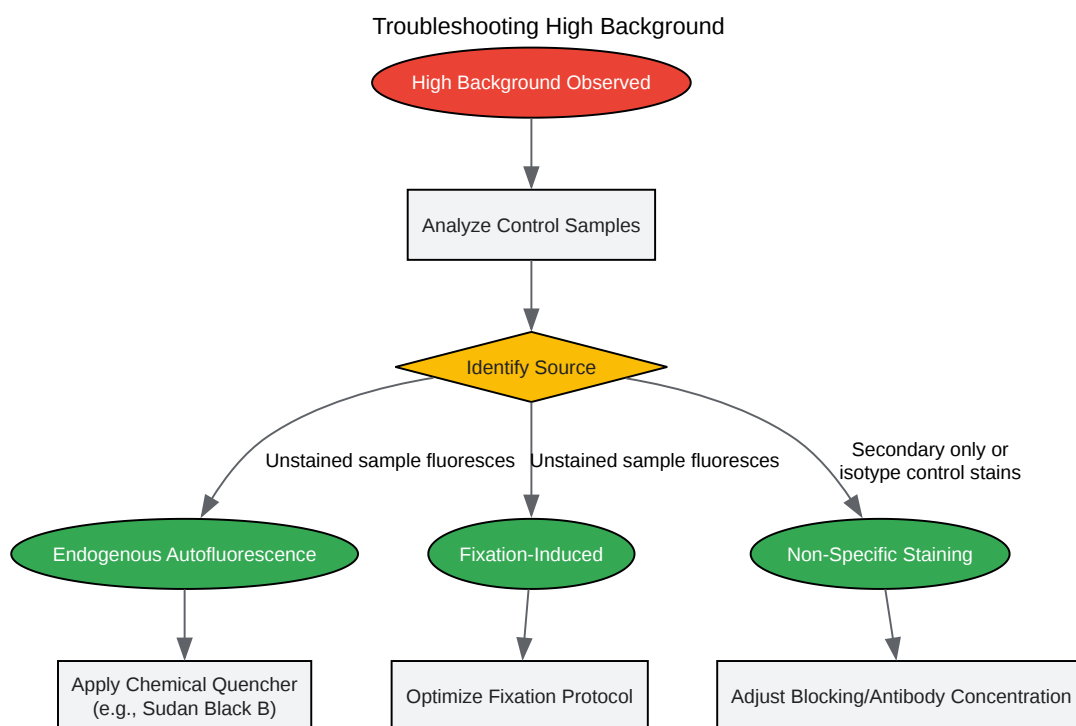 Troubleshooting High Background
High Background Observed
Analyze Control Samples
Identify Source
Unstained sample fluoresces
Unstained sample fluoresces
Secondary only or
isotype control stains
Endogenous Autofluorescence
Fixation-Induced
Non-Specific Staining
Apply Chemical Quencher
(e.g., Sudan Black B)
Optimize Fixation Protocol
Adjust Blocking/Antibody Concentration